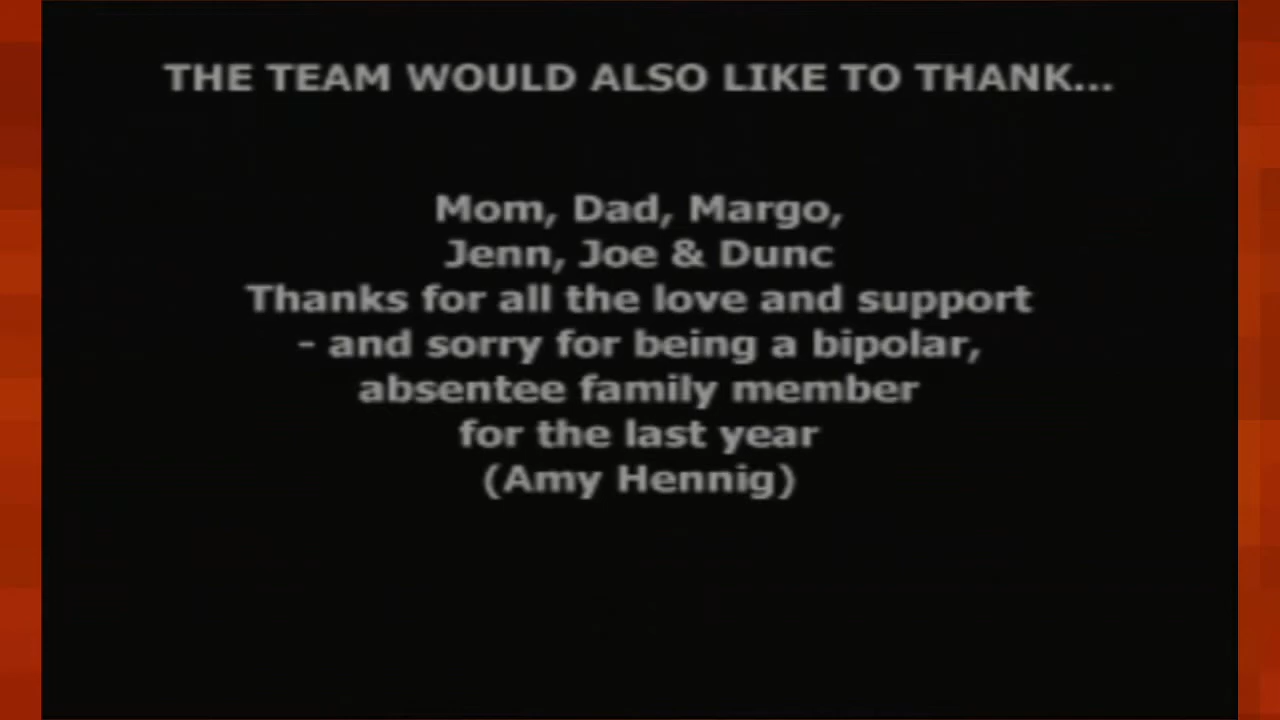 THE TEAM WOULD ALSO LIKE TO THANK...
Mom, Dad, Margo,
Jenn, Joe & Dunc
Thanks for all the love and support
- and sorry for being a bipolar,
absentee family member
for the last year
(Amy Hennig)